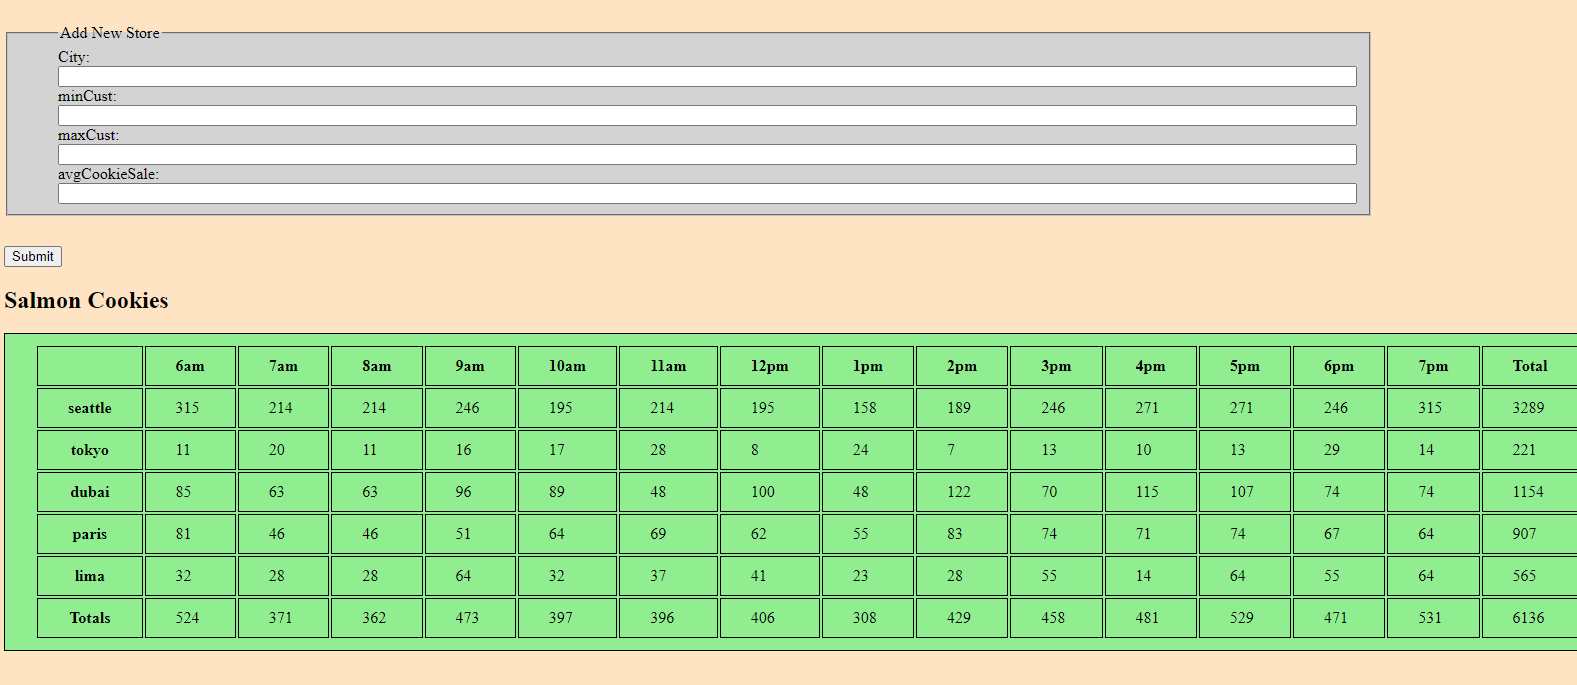 Add New Store
City:
minCust:
maxCust:
avgCookieSale:
Submit
Salmon Cookies
6am 7am 8am 9am 10am 11am 12pm 1pm 2pm 3pm 4pm 5pm 6pm 7pm Total
seattle 315 214 214 246 195 214 195 158 189 246 271 271 246 315 3289
tokyo 11 20 11 16 17 28 8 24 7 13 10 13 29 14 221
dubai 85 63 63 96 89 48 100 48 122 70 115 107 74 74 1154
paris 81 46 46 51 64 69 62 55 83 74 71 74 67 64 907
lima 32 28 28 64 32 37 41 23 28 55 14 64 55 64 565
Totals 524 371 362 473 397 396 406 308 429 458 481 529 471 531 6136